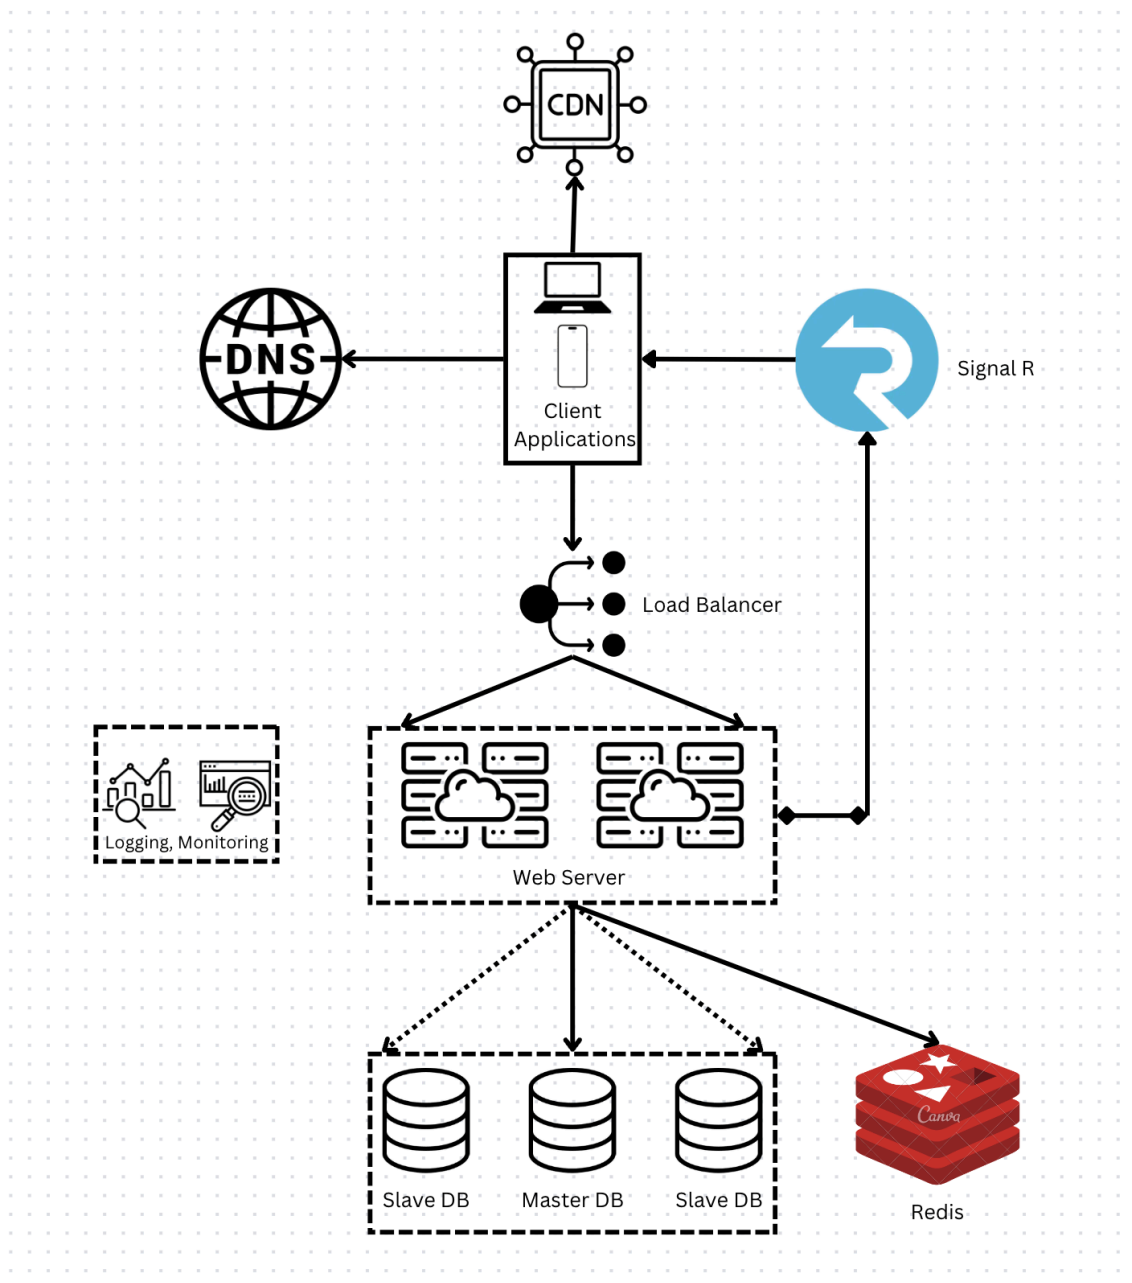 CDN
DNS
Client
Applications
Signal R
Load Balancer
Logging, Monitoring
Web Server
Canva
Slave DB
Master DB
Slave DB
Redis